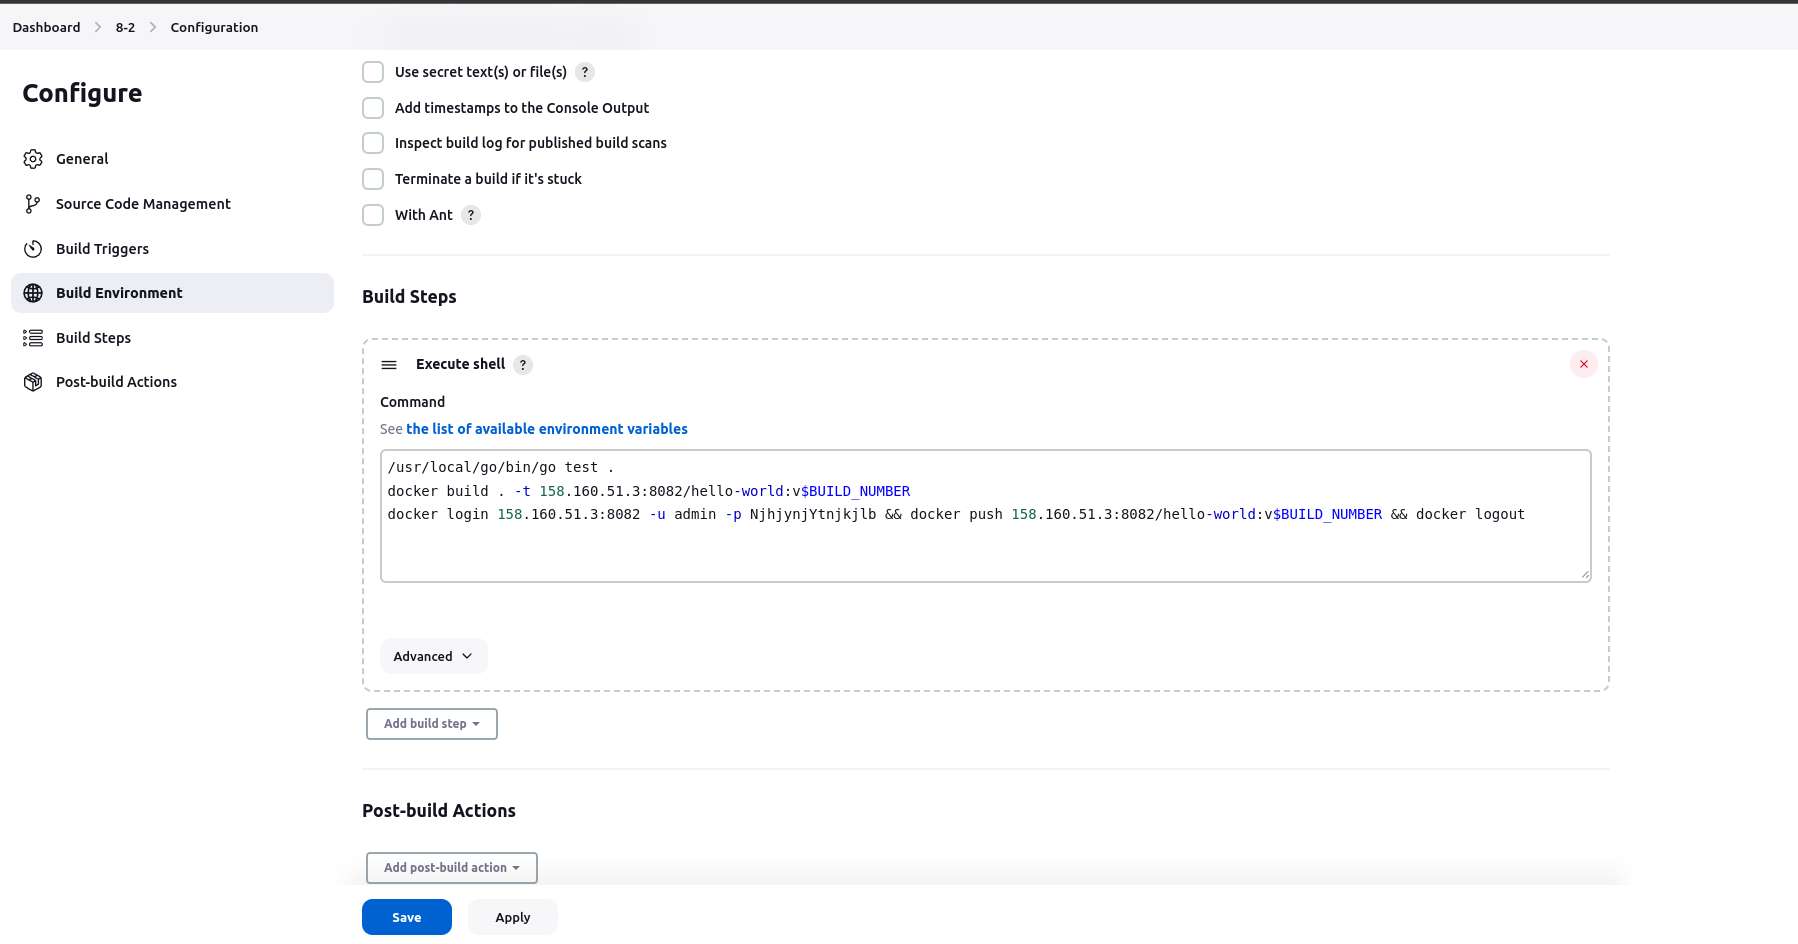 Dashboard > 8-2 > Configuration
Configure
General
Source Code Management
Build Triggers
Build Environment
Build Steps
Post-build Actions
Use secret text(s) or file(s) ?
Add timestamps to the Console Output
Inspect build log for published build scans
Terminate a build if it's stuck
With Ant ?
Build Steps
Execute shell ?
Command
See the list of available environment variables
/usr/local/go/bin/go test .
docker build . -t 158.160.51.3:8082/hello-world:v$BUILD_NUMBER
docker login 158.160.51.3:8082 -u admin -p NjhjynjYtnjkjlb && docker push 158.160.51.3:8082/hello-world:v$BUILD_NUMBER && docker logout
Advanced
Add build step
Post-build Actions
Add post-build action
Save
Apply